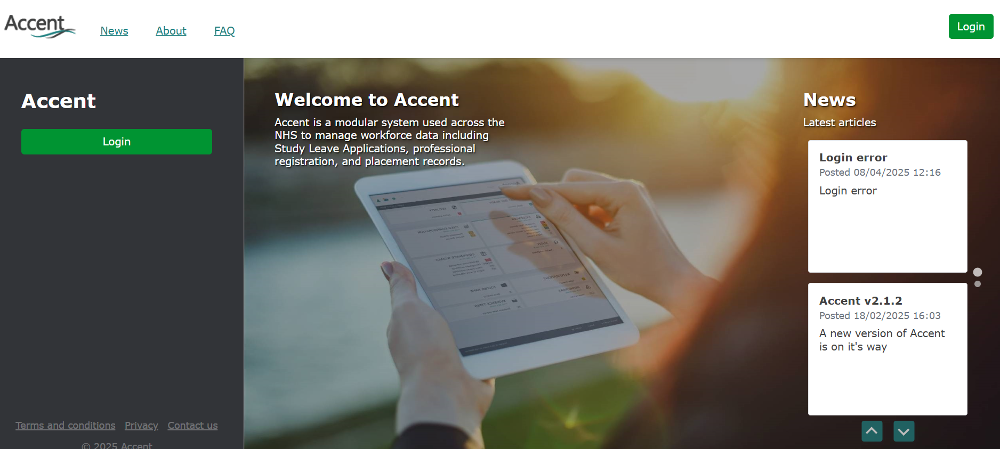 Accent
News
About
FAQ
Login
Accent
Login
Terms and conditions
Privacy
Contact us
© 2025 Accent
Welcome to Accent
Accent is a modular system used across the
NHS to manage workforce data including
Study Leave Applications, professional
registration, and placement records.
News
Latest articles
Login error
Posted 08/04/2025 12:16
Login error
Accent v2.1.2
Posted 18/02/2025 16:03
A new version of Accent
is on it's way